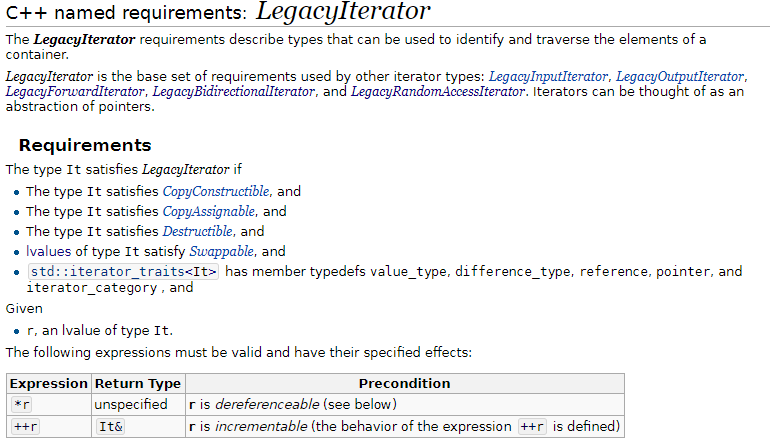 C++ named requirements: LegacyIterator
The LegacyIterator requirements describe types that can be used to identify and traverse the elements of a
container.
LegacyIterator is the base set of requirements used by other iterator types: LegacyInputIterator, LegacyOutputIterator,
LegacyForwardIterator, LegacyBidirectionalIterator, and LegacyRandomAccessIterator. Iterators can be thought of as an
abstraction of pointers.
Requirements
The type It satisfies LegacyIterator if
• The type It satisfies CopyConstructible, and
• The type It satisfies CopyAssignable, and
• The type It satisfies Destructible, and
• lvalues of type It satisfy Swappable, and
• std::iterator_traits<It> has member typedefs value_type, difference_type, reference, pointer, and
iterator_category , and
Given
• r, an lvalue of type It.
The following expressions must be valid and have their specified effects:
Expression Return Type Precondition
*r unspecified r is dereferenceable (see below)
++r It& r is incrementable (the behavior of the expression ++r is defined)